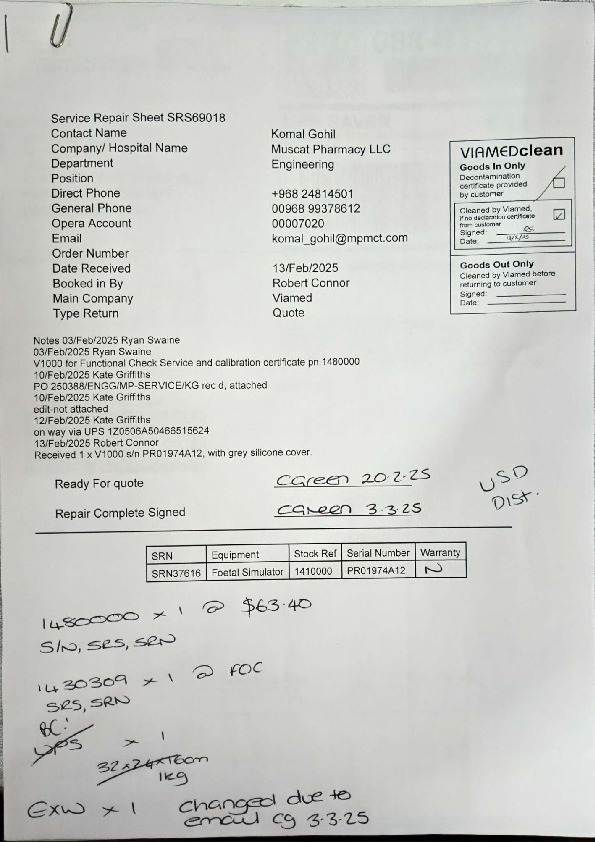 Service Repair Sheet SRS69018
Contact Name Komal Gohil
Company/ Hospital Name Muscat Pharmacy LLC
Department Engineering
Position
Direct Phone +968 24814501
General Phone 00968 99378612
Opera Account 00007020
Email komal_gohil@mpmct.com
Order Number
Date Received 13/Feb/2025
Booked in By Robert Connor
Main Company Viamed
Type Return Quote
VIAMEDclean
Goods In Only
Decontamination
certificate provided
by customer
Cleaned by Viamed,
if no declaration certificate
from customer
Signed:
Date:
Goods Out Only
Cleaned by Viamed before
returning to customer
Signed:
Date:
Notes 03/Feb/2025 Ryan Swaine
03/Feb/2025 Ryan Swaine
V1000 for Functional Check Service and calibration certificate pn 1480000
10/Feb/2025 Kate Griffiths
PO 250388/ENGG/MP-SERVICE/KG rec d, attached
10/Feb/2025 Kate Griffiths
edit-not attached
12/Feb/2025 Kate Griffiths
on way via UPS 1Z0506A50466515624
13/Feb/2025 Robert Connor
Received 1 x V1000 s/n PR01974A12, with grey silicone cover.
Ready For quote CGreen 20.2.25
Repair Complete Signed CGreen 3.3.25
USD
DIST.
SRN Equipment Stock Ref Serial Number Warranty
SRN37616 Foetal Simulator 1410000 PR01974A12 N
1480000 x 1 @ $63.40
S/N, SRS, SRN
1430309 x 1 @ FOC
SRS, SRN
BC:
UPS x 1
32x24x16cm
1kg
EXW x 1 changed due to
email cg 3.3.25